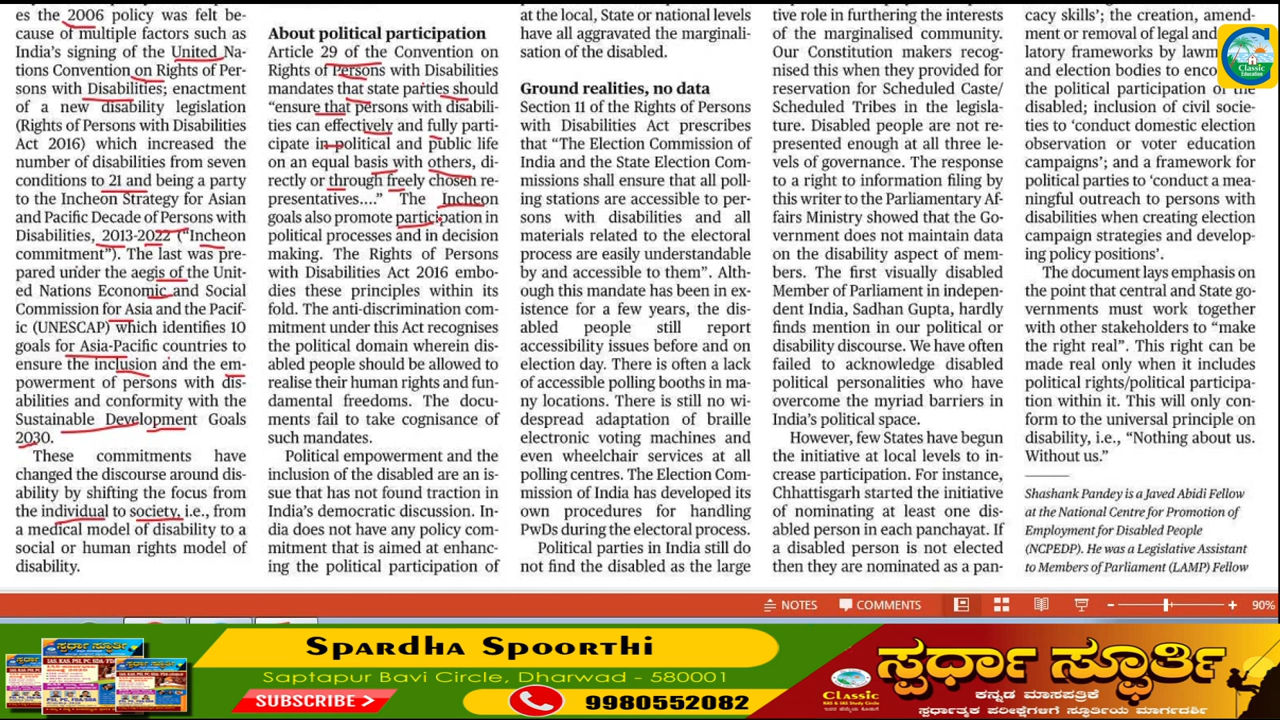 es the 2006 policy was felt be-
cause of multiple factors such as
India's signing of the United Na-
tions Convention on Rights of Per-
sons with Disabilities; enactment
of a new disability legislation
(Rights of Persons with Disabilities
Act 2016) which increased the
number of disabilities from seven
conditions to 21 and being a party
to the Incheon Strategy for Asian
and Pacific Decade of Persons with
Disabilities, 2013-2022 ("Incheon
commitment"). The last was pre-
pared under the aegis of the Unit-
ed Nations Economic and Social
Commission for Asia and the Pacif-
ic (UNESCAP) which identifies 10
goals for Asia-Pacific countries to
ensure the inclusion and the em-
powerment of persons with dis-
abilities and conformity with the
Sustainable Development Goals
2030.
These commitments have
changed the discourse around dis-
ability by shifting the focus from
the individual to society, i.e., from
a medical model of disability to a
social or human rights model of
disability.
About political participation
Article 29 of the Convention on
Rights of Persons with Disabilities
mandates that state parties should
"ensure that persons with disabili-
ties can effectively and fully parti-
cipate in political and public life
on an equal basis with others, di-
rectly or through freely chosen re-
presentatives...." The Incheon
goals also promote participation in
political processes and in decision
making. The Rights of Persons
with Disabilities Act 2016 embo-
dies these principles within its
fold. The anti-discrimination com-
mitment under this Act recognises
the political domain wherein dis-
abled people should be allowed to
realise their human rights and fun-
damental freedoms. The docu-
ments fail to take cognisance of
such mandates.
Political empowerment and the
inclusion of the disabled are an is-
sue that has not found traction in
India's democratic discussion. In-
dia does not have any policy com-
mitment that is aimed at enhanc-
ing the political participation of
at the local, State or national levels
have all aggravated the marginali-
sation of the disabled.
Ground realities, no data
Section 11 of the Rights of Persons
with Disabilities Act prescribes
that "The Election Commission of
India and the State Election Com-
missions shall ensure that all poll-
ing stations are accessible to per-
sons with disabilities and all
materials related to the electoral
process are easily understandable
by and accessible to them". Alth-
ough this mandate has been in ex-
istence for a few years, the dis-
abled people still report
accessibility issues before and on
election day. There is often a lack
of accessible polling booths in ma-
ny locations. There is still no wi-
despread adaptation of braille
electronic voting machines and
even wheelchair services at all
polling centres. The Election Com-
mission of India has developed its
own procedures for handling
PwDs during the electoral process.
Political parties in India still do
not find the disabled as the large
tive role in furthering the interests
of the marginalised community.
Our Constitution makers recog-
nised this when they provided for
reservation for Scheduled Caste/
Scheduled Tribes in the legisla-
ture. Disabled people are not re-
presented enough at all three le-
vels of governance. The response
to a right to information filing by
this writer to the Parliamentary Af-
fairs Ministry showed that the Go-
vernment does not maintain data
on the disability aspect of mem-
bers. The first visually disabled
Member of Parliament in indepen-
dent India, Sadhan Gupta, hardly
finds mention in our political or
disability discourse. We have often
failed to acknowledge disabled
political personalities who have
overcome the myriad barriers in
India's political space.
However, few States have begun
the initiative at local levels to in-
crease participation. For instance,
Chhattisgarh started the initiative
of nominating at least one dis-
abled person in each panchayat. If
a disabled person is not elected
then they are nominated as a pan-
cacy skills'; the creation, amend-
ment or removal of legal and
latory frameworks by lawm
and election bodies to enco
the political participation of the
disabled; inclusion of civil socie-
ties to 'conduct domestic election
observation or voter education
campaigns'; and a framework for
political parties to 'conduct a mea-
ningful outreach to persons with
disabilities when creating election
campaign strategies and develop-
ing policy positions'.
The document lays emphasis on
the point that central and State go-
vernments must work together
with other stakeholders to "make
the right real". This right can be
made real only when it includes
political rights/political participa-
tion within it. This will only con-
form to the universal principle on
disability, i.e., "Nothing about us.
Without us."
Shashank Pandey is a Javed Abidi Fellow
at the National Centre for Promotion of
Employment for Disabled People
(NCPEDP). He was a Legislative Assistant
to Members of Parliament (LAMP) Fellow
Classic
Education
NOTES
COMMENTS
90%
Spardha Spoorthi
Saptapur Bavi Circle, Dharwad - 580001
SUBSCRIBE
9980552082
ಸ್ಪರ್ಧಾ ಸ್ಫೂರ್ತಿ
ಕನ್ನಡ ಮಾಸಪತ್ರಿಕೆ
ಸ್ಪರ್ಧಾತ್ಮಕ ಪರೀಕ್ಷೆಗಳಿಗೆ ಸ್ಫೂರ್ತಿಯ ಮಾರ್ಗದರ್ಶಿ
Classic
KAS & IAS Study Circle